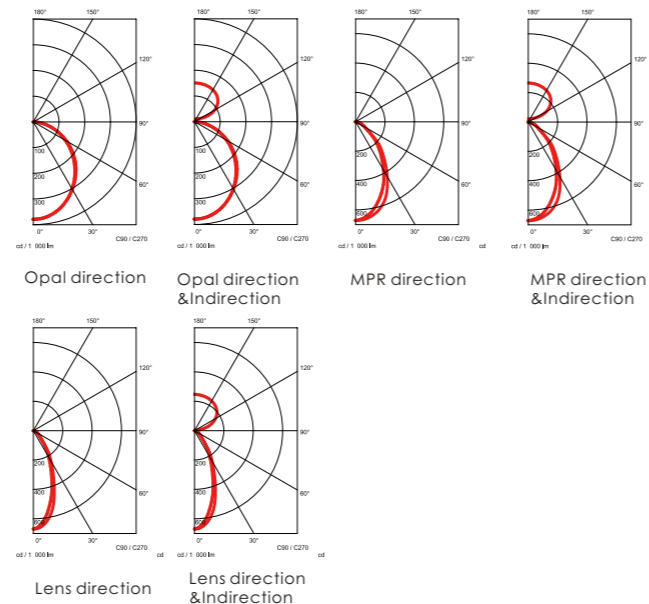 180° 150°
120°
90°
100
200
300
60°
0° 30°
C90 / C270
cd / 1 000 lm
Opal direction
180° 150°
120°
90°
100
200
300
60°
0° 30°
C90 / C270
cd / 1 000 lm
Opal direction
&Indirection
180° 150°
120°
90°
200
400
600
60°
0° 30°
C90 / C270
cd / 1 000 lm
cd
MPR direction
180° 150°
120°
90°
200
400
600
60°
0° 30°
C90 / C270
cd / 1 000 lm
MPR direction
&Indirection
180° 150°
120°
90°
200
400
600
60°
0° 30°
C90 / C270
cd / 1 000 lm
cd
Lens direction
180° 150°
120°
90°
200
400
600
60°
0° 30°
C90 / C270
cd / 1 000 lm
Lens direction
&Indirection